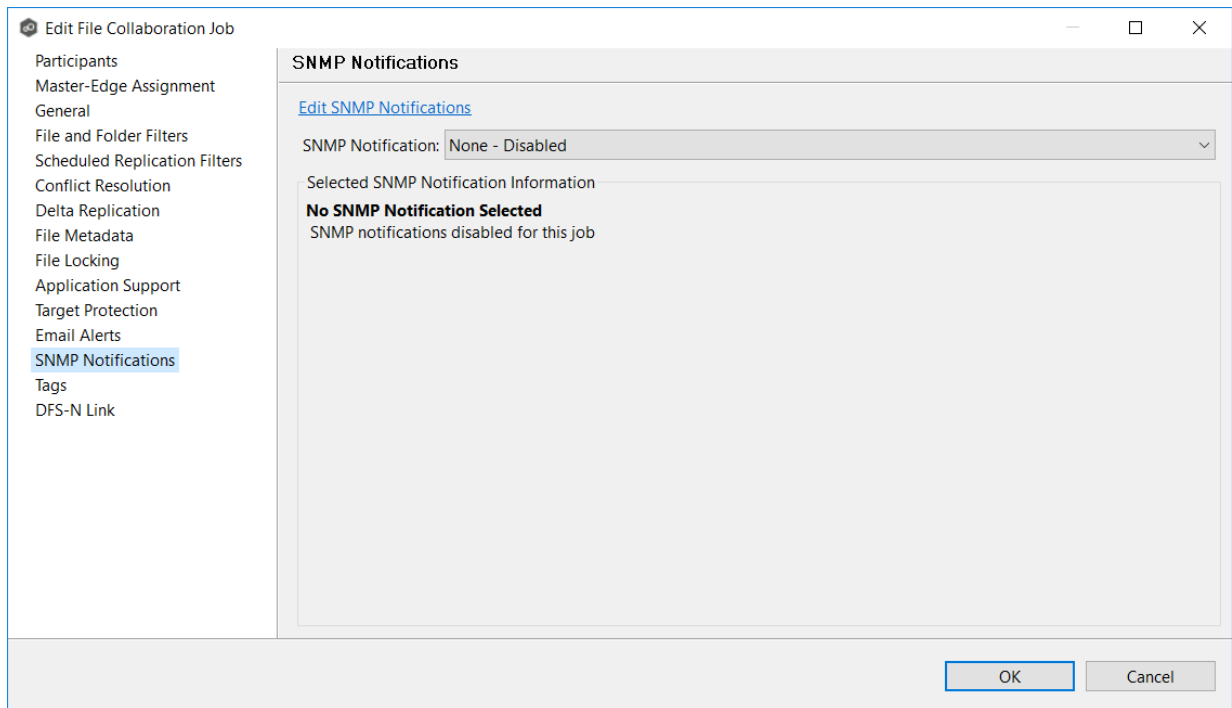 Edit File Collaboration Job
Participants
Master-Edge Assignment
General
File and Folder Filters
Scheduled Replication Filters
Conflict Resolution
Delta Replication
File Metadata
File Locking
Application Support
Target Protection
Email Alerts
SNMP Notifications
Tags
DFS-N Link
SNMP Notifications
Edit SNMP Notifications
SNMP Notification: None - Disabled
Selected SNMP Notification Information
No SNMP Notification Selected
SNMP notifications disabled for this job
OK Cancel